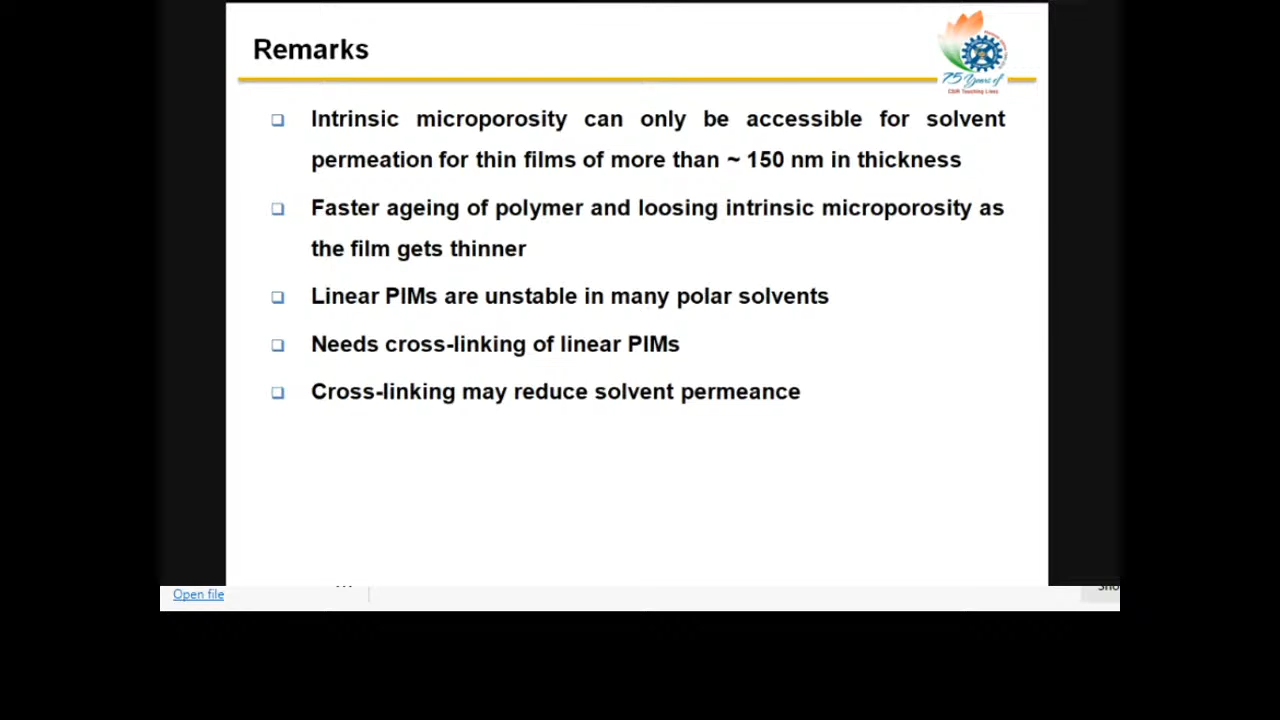 Remarks
75 Years of
CSIR Touching Lives
Intrinsic microporosity can only be accessible for solvent
permeation for thin films of more than ~ 150 nm in thickness
Faster ageing of polymer and loosing intrinsic microporosity as
the film gets thinner
Linear PIMs are unstable in many polar solvents
Needs cross-linking of linear PIMs
Cross-linking may reduce solvent permeance
Open file